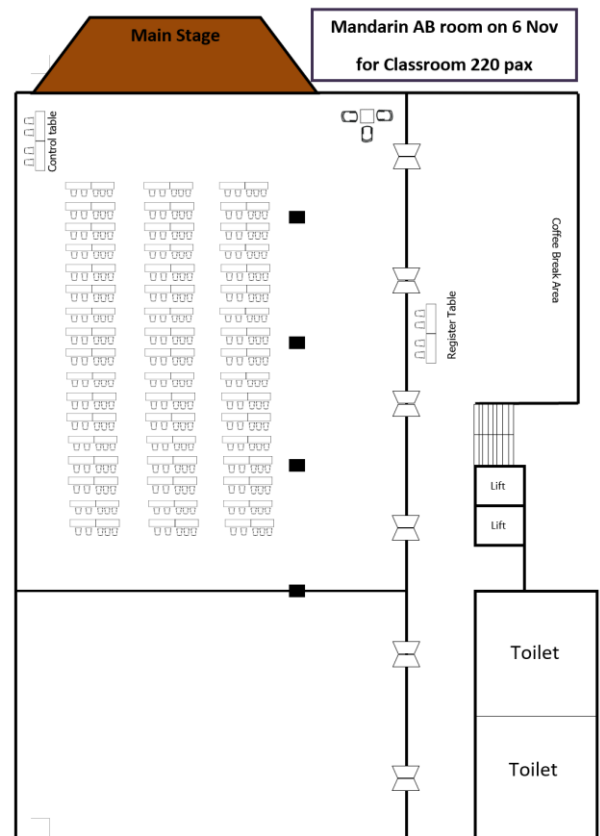 Main Stage
Mandarin AB room on 6 Nov
for Classroom 220 pax
Control table
Coffee Break Area
Register Table
Lift
Lift
Toilet
Toilet